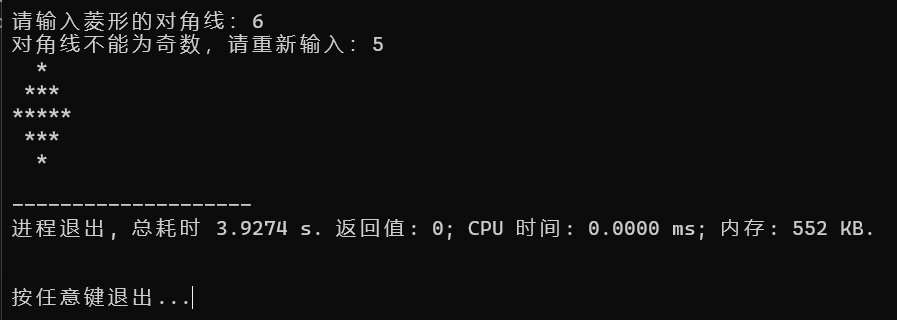 请输入菱形的对角线：6
对角线不能为奇数，请重新输入：5
  *
 ***
*****
 ***
  *
--------------------
进程退出，总耗时 3.9274 s. 返回值: 0; CPU 时间: 0.0000 ms; 内存: 552 KB.
按任意键退出...